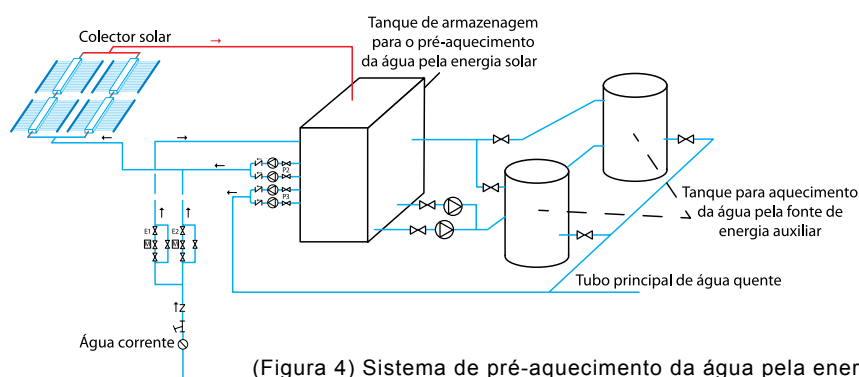 Colector solar
Tanque de armazenagem
para o pré-aquecimento
da água pela energia solar
P2
P3
E1
E2
M
M
Z
Tanque para aquecimento
da água pela fonte de
energia auxiliar
Tubo principal de água quente
Água corrente
(Figura 4) Sistema de pré-aquecimento da água pela ener